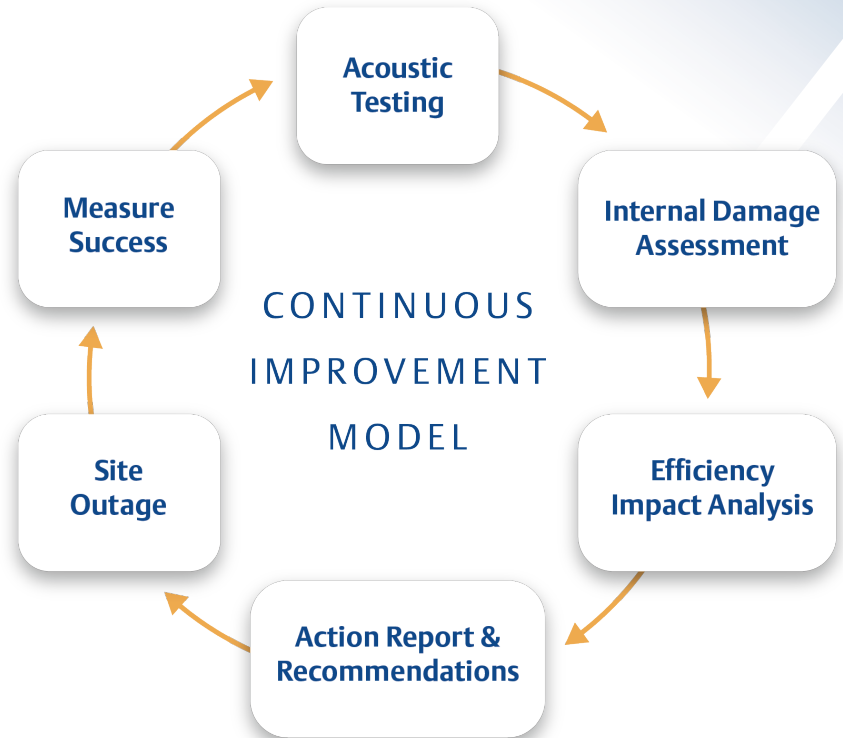 Acoustic
Testing
Internal Damage
Assessment
Efficiency
Impact Analysis
Action Report &
Recommendations
Site
Outage
Measure
Success
CONTINUOUS
IMPROVEMENT
MODEL